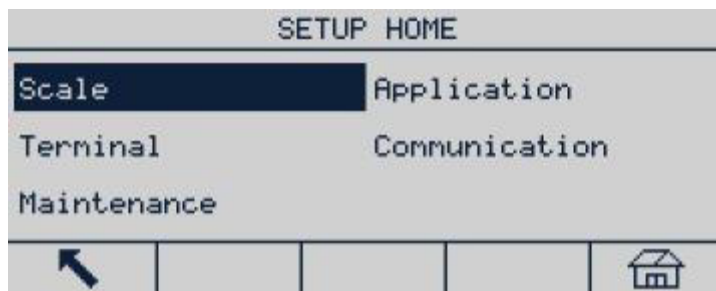 SETUP HOME
Scale
Application
Terminal
Communication
Maintenance